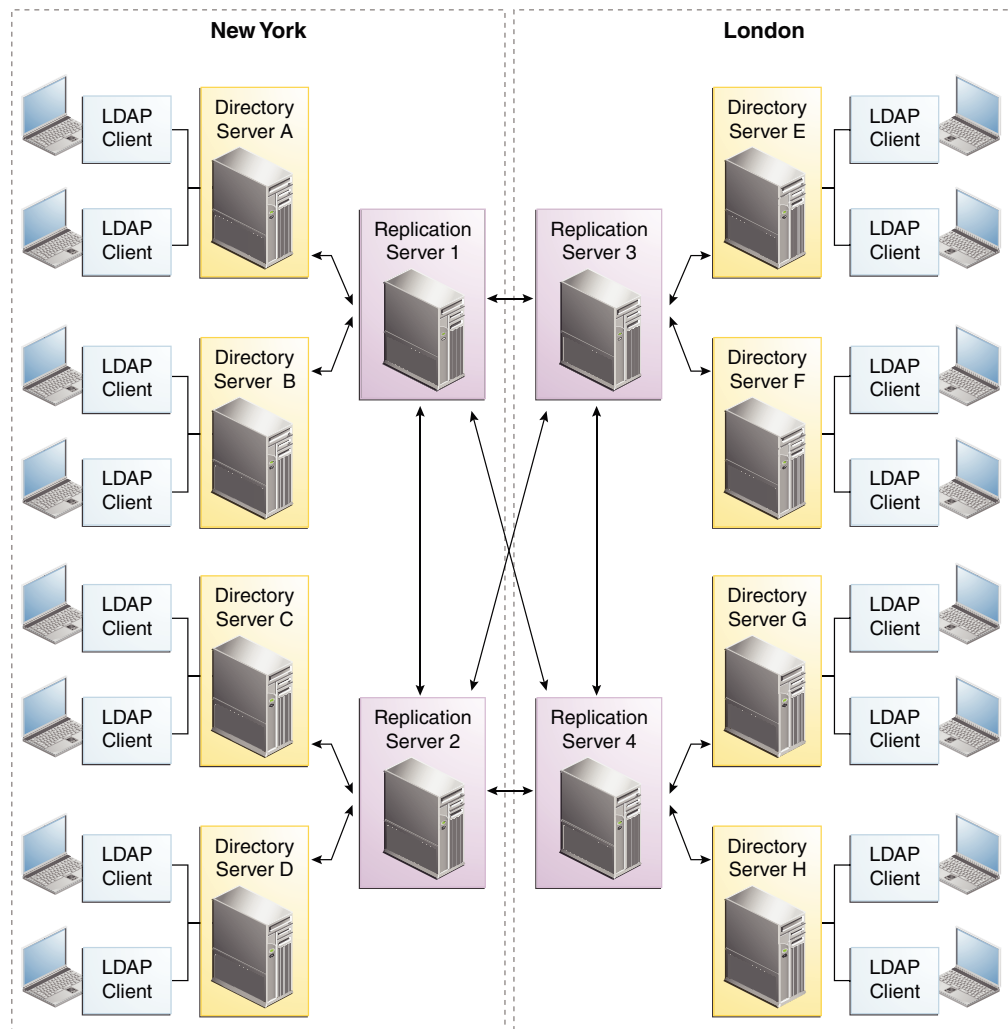 New York
London
LDAP
Client
Directory
Server A
Directory
Server E
LDAP
Client
LDAP
Client
LDAP
Client
Replication
Server 1
Replication
Server 3
LDAP
Client
Directory
Server B
Directory
Server F
LDAP
Client
LDAP
Client
LDAP
Client
LDAP
Client
Directory
Server C
Directory
Server G
LDAP
Client
LDAP
Client
LDAP
Client
Replication
Server 2
Replication
Server 4
LDAP
Client
Directory
Server D
Directory
Server H
LDAP
Client
LDAP
Client
LDAP
Client